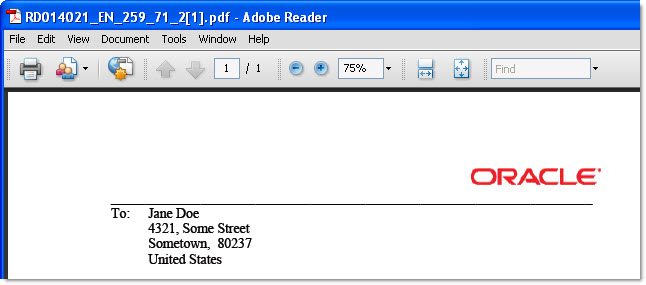 RD014021_EN_259_71_2[1].pdf - Adobe Reader
File Edit View Document Tools Window Help
1 / 1 75% Find
ORACLE
To: Jane Doe
4321, Some Street
Sometown, 80237
United States